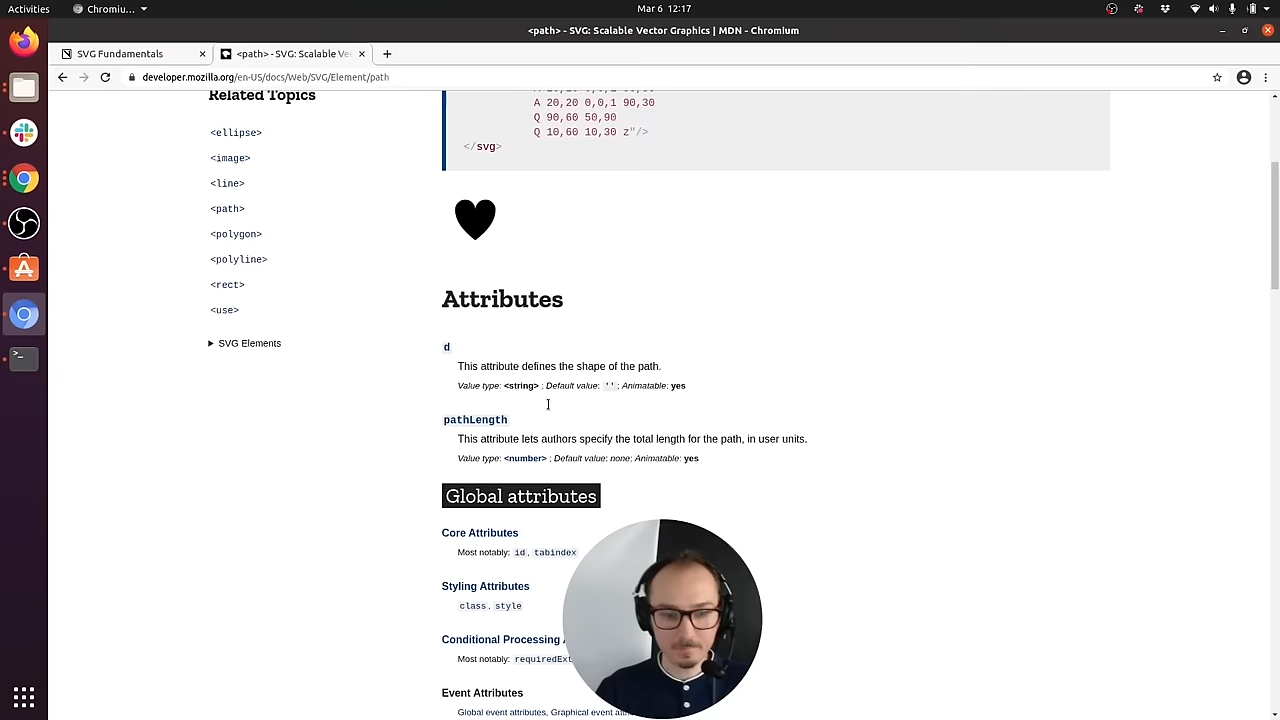 Activities
Chromiu...
Mar 6 12:17
<path> - SVG: Scalable Vector Graphics | MDN - Chromium
SVG Fundamentals
<path> - SVG: Scalable Ve
developer.mozilla.org/en-US/docs/Web/SVG/Element/path
Related Topics
<ellipse>
<image>
<line>
<path>
<polygon>
<polyline>
<rect>
<use>
SVG Elements
A 20,20 0,0,1 90,30
Q 90,60 50,90
Q 10,60 10,30 z"/>
</svg>
Attributes
d
This attribute defines the shape of the path.
Value type: <string> ; Default value: ''; Animatable: yes
pathLength
This attribute lets authors specify the total length for the path, in user units.
Value type: <number> ; Default value: none; Animatable: yes
Global attributes
Core Attributes
Most notably: id, tabindex
Styling Attributes
class, style
Conditional Processing
Most notably: requiredExt
Event Attributes
Global event attributes, Graphical event